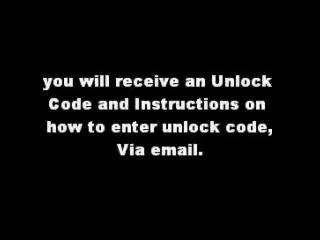 you will receive an Unlock
Code and Instructions on
how to enter unlock code,
Via email.